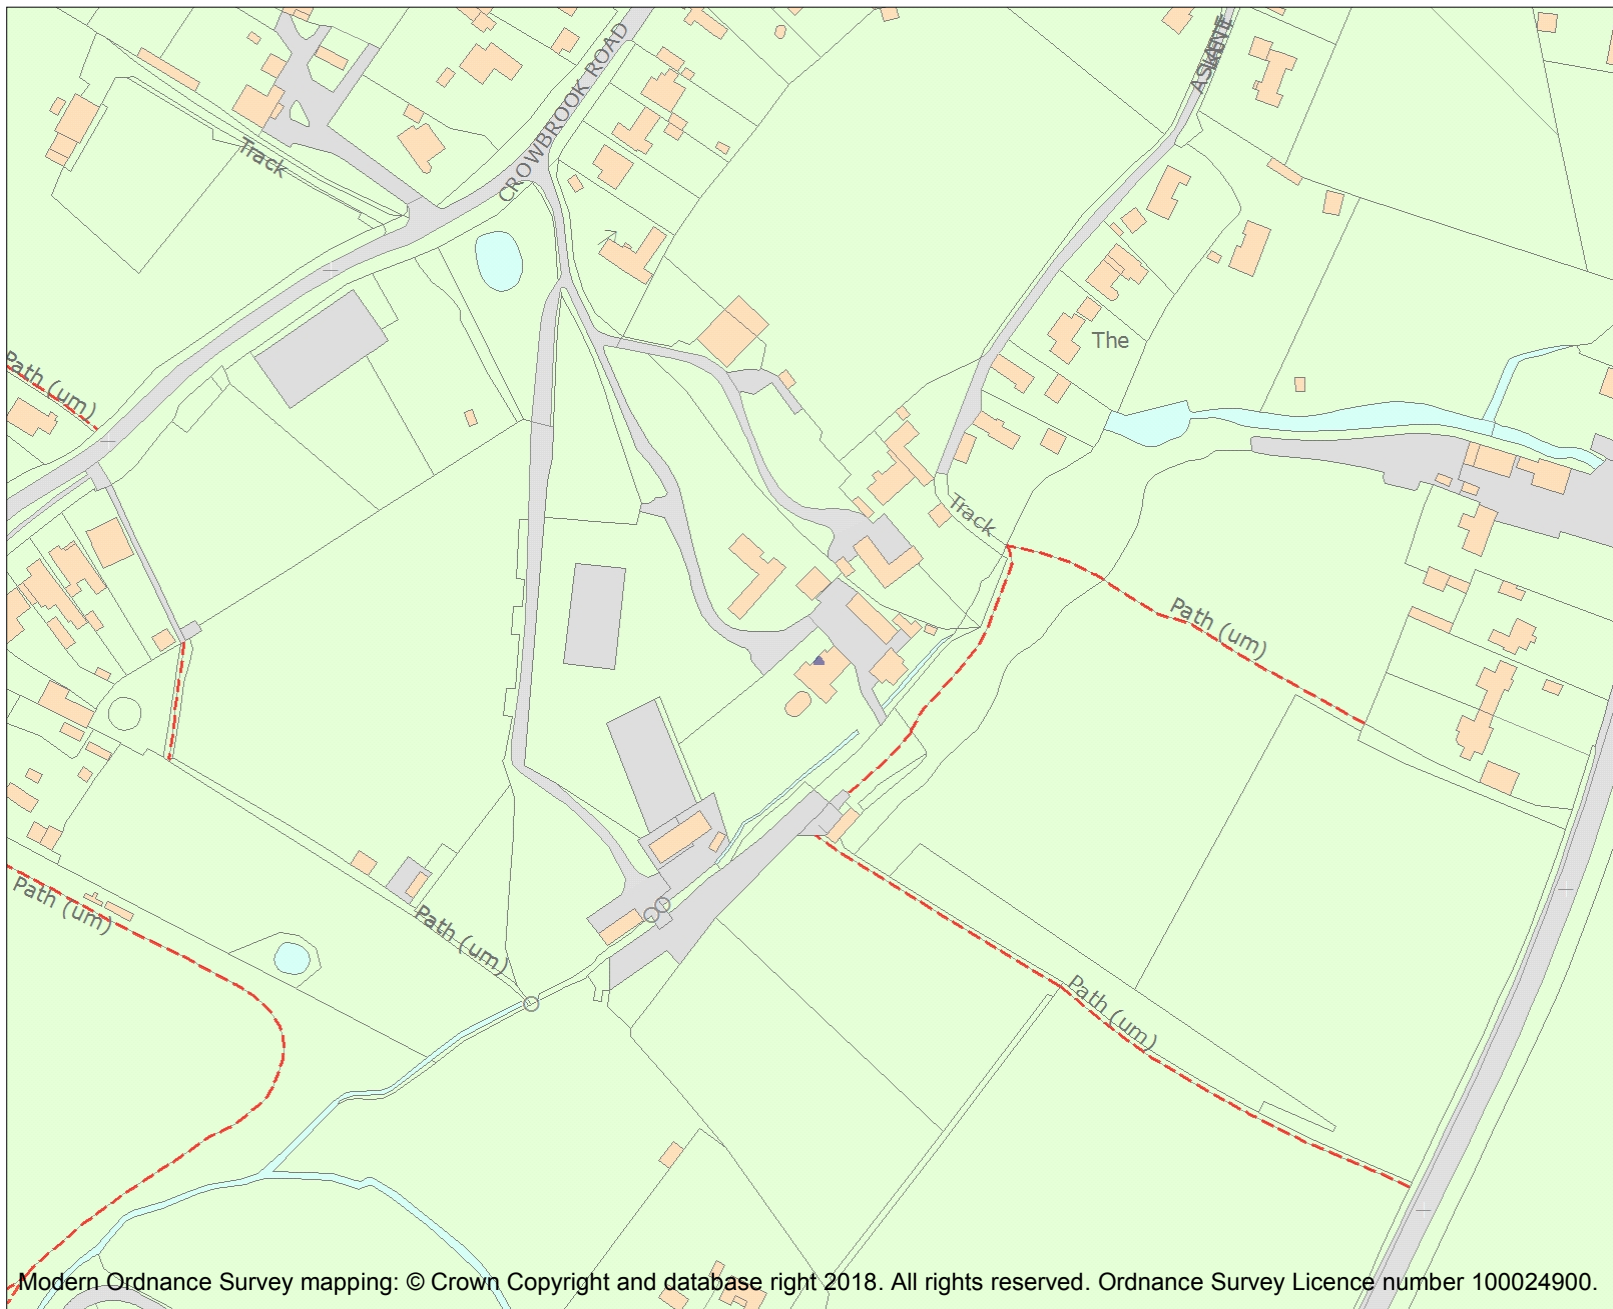 CROWBROOK ROAD
Track
Path (um)
The
Track
Path (um)
Path (um)
Path (um)
Path (um)
Modern Ordnance Survey mapping: © Crown Copyright and database right 2018. All rights reserved. Ordnance Survey Licence number 100024900.